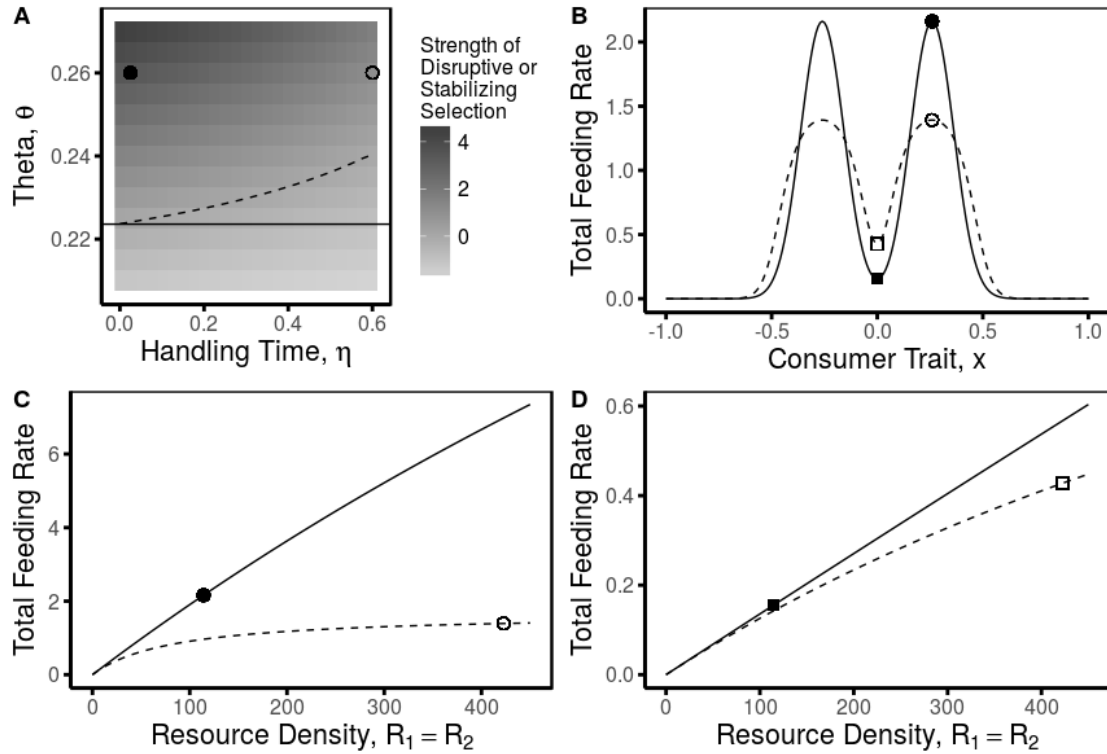 A
Theta, θ
0.26
0.24
0.22
0.0 0.2 0.4 0.6
Handling Time, η
Strength of
Disruptive or
Stabilizing
Selection
4
2
0
B
Total Feeding Rate
2.0
1.5
1.0
0.5
0.0
-1.0 -0.5 0.0 0.5 1.0
Consumer Trait, x
C
Total Feeding Rate
6
4
2
0
0 100 200 300 400
Resource Density, R₁ = R₂
D
Total Feeding Rate
0.6
0.4
0.2
0.0
0 100 200 300 400
Resource Density, R₁ = R₂